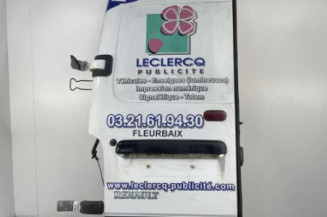 LECLERCQ
PUBLICITÉ
Véhicules - Enseignes (lumineuses)
Impression numérique
Signalétique - Totem
03.21.61.94.30
FLEURBAIX
www.leclercq-publicite.com
RENAULT